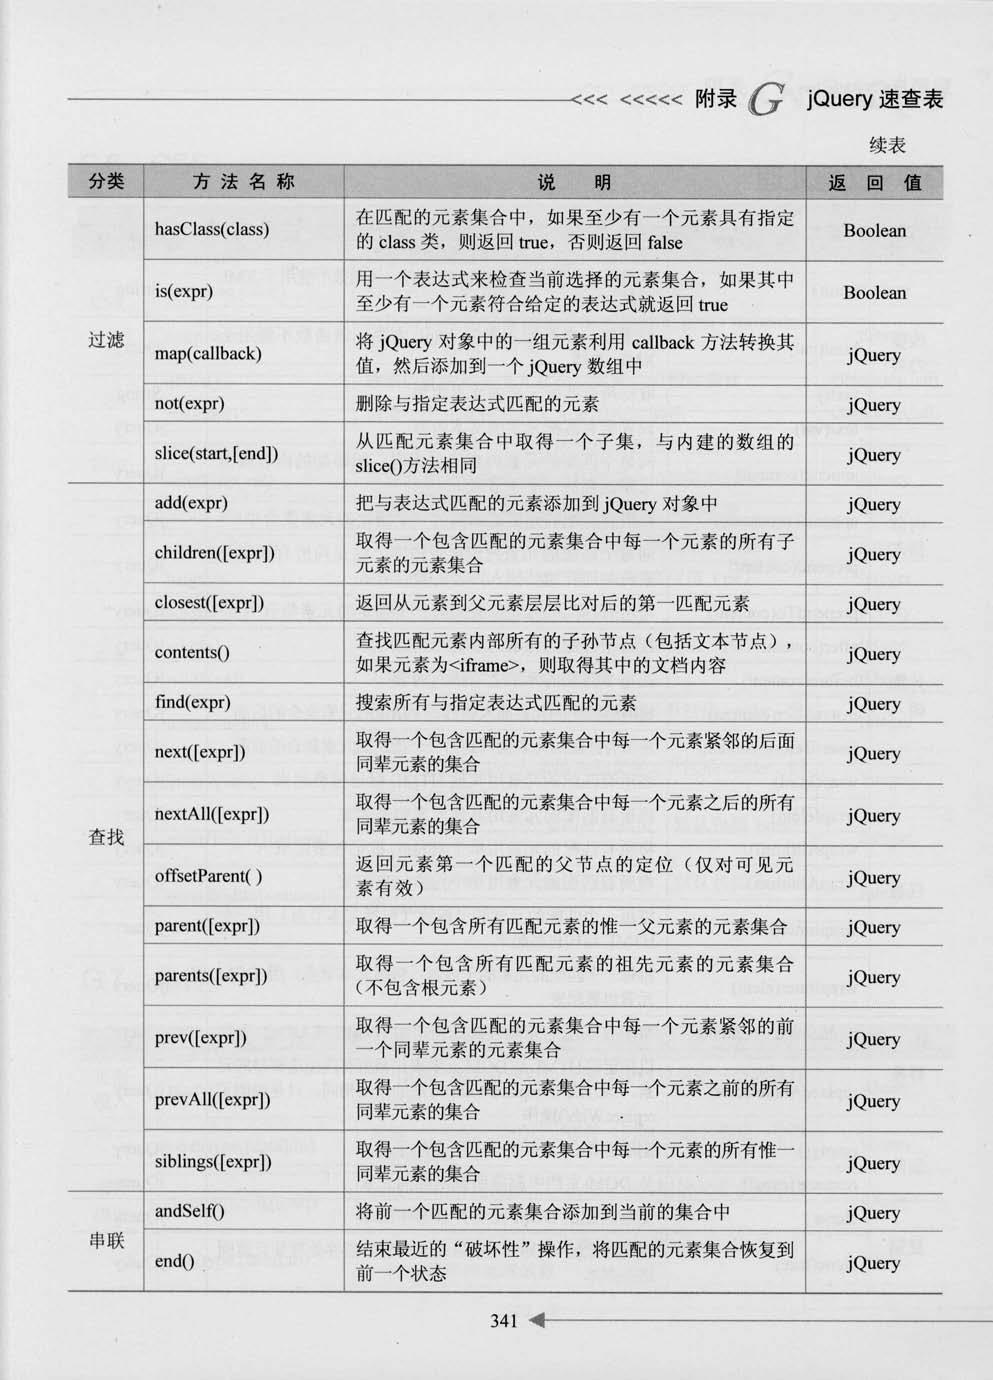 <<< <<<<< 附录 G jQuery 速查表
续表
分类 方法名称 说 明 返回值
过滤
hasClass(class) 在匹配的元素集合中，如果至少有一个元素具有指定 Boolean
的 class 类，则返回 true，否则返回 false
is(expr) 用一个表达式来检查当前选择的元素集合，如果其中 Boolean
至少有一个元素符合给定的表达式就返回 true
map(callback) 将 jQuery 对象中的一组元素利用 callback 方法转换其 jQuery
值，然后添加到一个 jQuery 数组中
not(expr) 删除与指定表达式匹配的元素 jQuery
slice(start,[end]) 从匹配元素集合中取得一个子集，与内建的数组的 jQuery
slice()方法相同
查找
add(expr) 把与表达式匹配的元素添加到 jQuery 对象中 jQuery
children([expr]) 取得一个包含匹配的元素集合中每一个元素的所有子 jQuery
元素的元素集合
closest([expr]) 返回从元素到父元素层层比对后的第一匹配元素 jQuery
contents() 查找匹配元素内部所有的子孙节点（包括文本节点）， jQuery
如果元素为<iframe>，则取得其中的文档内容
find(expr) 搜索所有与指定表达式匹配的元素 jQuery
next([expr]) 取得一个包含匹配的元素集合中每一个元素紧邻的后面 jQuery
同辈元素的集合
nextAll([expr]) 取得一个包含匹配的元素集合中每一个元素之后的所有 jQuery
同辈元素的集合
offsetParent( ) 返回元素第一个匹配的父节点的定位（仅对可见元 jQuery
素有效）
parent([expr]) 取得一个包含所有匹配元素的惟一父元素的元素集合 jQuery
parents([expr]) 取得一个包含所有匹配元素的祖先元素的元素集合 jQuery
（不包含根元素）
prev([expr]) 取得一个包含匹配的元素集合中每一个元素紧邻的前 jQuery
一个同辈元素的元素集合
prevAll([expr]) 取得一个包含匹配的元素集合中每一个元素之前的所有 jQuery
同辈元素的集合
siblings([expr]) 取得一个包含匹配的元素集合中每一个元素的所有惟一 jQuery
同辈元素的集合
串联
andSelf() 将前一个匹配的元素集合添加到当前的集合中 jQuery
end() 结束最近的“破坏性”操作，将匹配的元素集合恢复到 jQuery
前一个状态
341